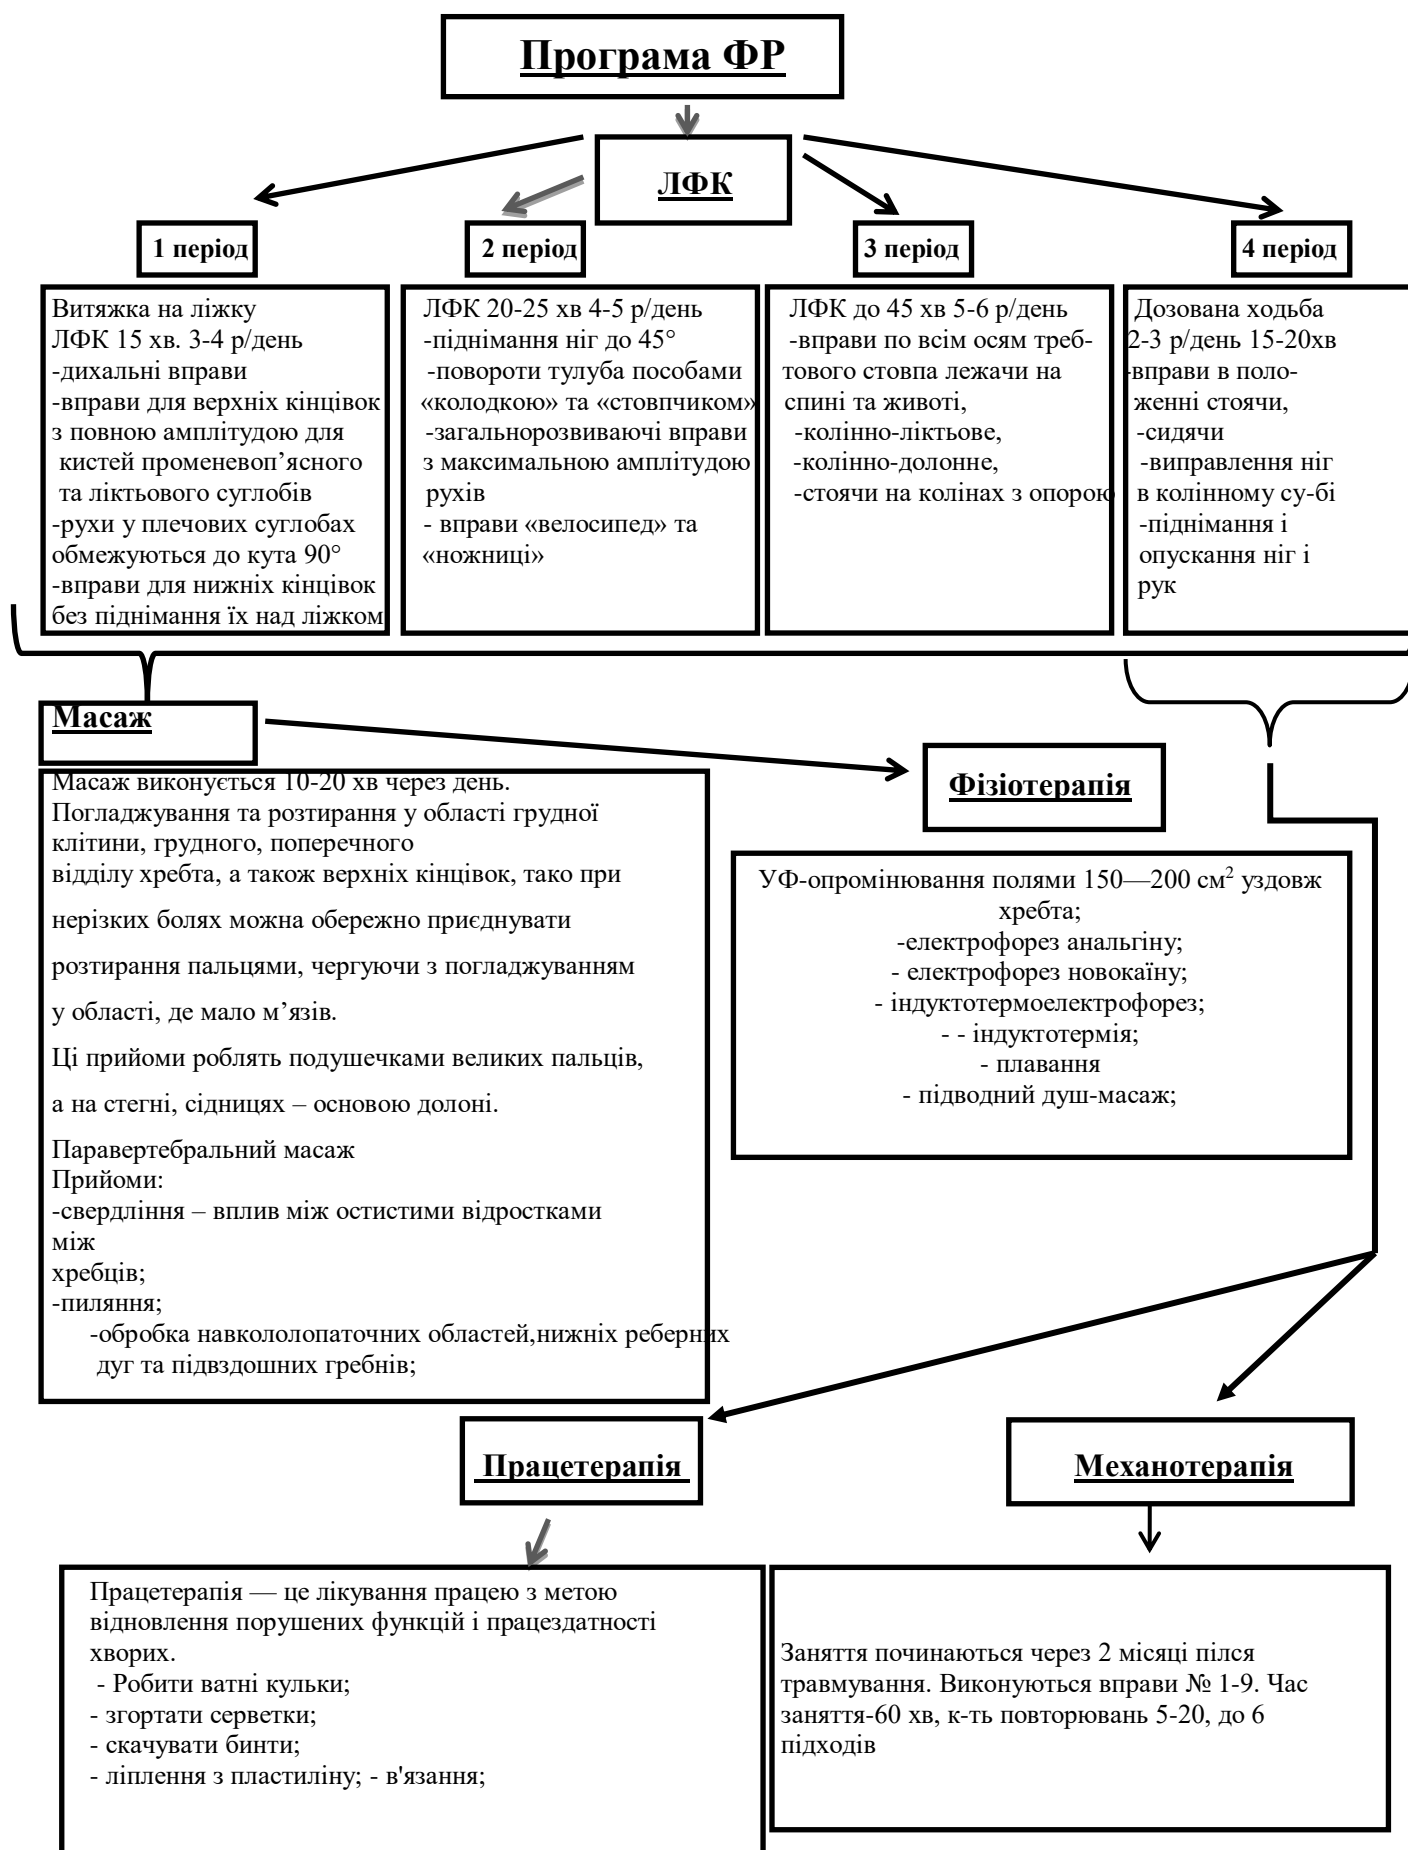 Програма ФР
ЛФК
1 період
2 період
3 період
4 період
Витяжка на ліжку
ЛФК 15 хв. 3-4 р/день
-дихальні вправи
-вправи для верхніх кінцівок
з повною амплітудою для
кистей променевоп’ясного
та ліктьового суглобів
-рухи у плечових суглобах
обмежуються до кута 90°
-вправи для нижніх кінцівок
без піднімання їх над ліжком
ЛФК 20-25 хв 4-5 р/день
-піднімання ніг до 45°
-повороти тулуба пособами
«колодкою» та «стовпчиком»
-загальнорозвиваючі вправи
з максимальною амплітудою
рухів
- вправи «велосипед» та
«ножниці»
ЛФК до 45 хв 5-6 р/день
-вправи по всім осям треб-
тового стовпа лежачи на
спині та животі,
-колінно-ліктьове,
-колінно-долонне,
-стоячи на колінах з опорою
Дозована ходьба
2-3 р/день 15-20хв
-вправи в поло-
женні стоячи,
-сидячи
-виправлення ніг
в колінному су-бі
-піднімання і
опускання ніг і
рук
Масаж
Масаж виконується 10-20 хв через день.
Погладжування та розтирання у області грудної
клітини, грудного, поперечного
відділу хребта, а також верхніх кінцівок, тако при
нерізких болях можна обережно приєднувати
розтирання пальцями, чергуючи з погладжуванням
у області, де мало м’язів.
Ці прийоми роблять подушечками великих пальців,
а на стегні, сідницях – основою долоні.
Паравертебральний масаж
Прийоми:
-свердління – вплив між остистими відростками
між
хребців;
-пиляння;
-обробка навкололопаточних областей,нижніх реберних
дуг та підвздошних гребнів;
Фізіотерапія
УФ-опромінювання полями 150—200 см² уздовж
хребта;
-електрофорез анальгіну;
- електрофорез новокаїну;
- індуктотермоелектрофорез;
- - індуктотермія;
- плавання
- підводний душ-масаж;
Працетерапія
Механотерапія
Працетерапія — це лікування працею з метою
відновлення порушених функцій і працездатності
хворих.
- Робити ватні кульки;
- згортати серветки;
- скачувати бинти;
- ліплення з пластиліну; - в'язання;
Заняття починаються через 2 місяці пілся
травмування. Виконуються вправи № 1-9. Час
заняття-60 хв, к-ть повторювань 5-20, до 6
підходів